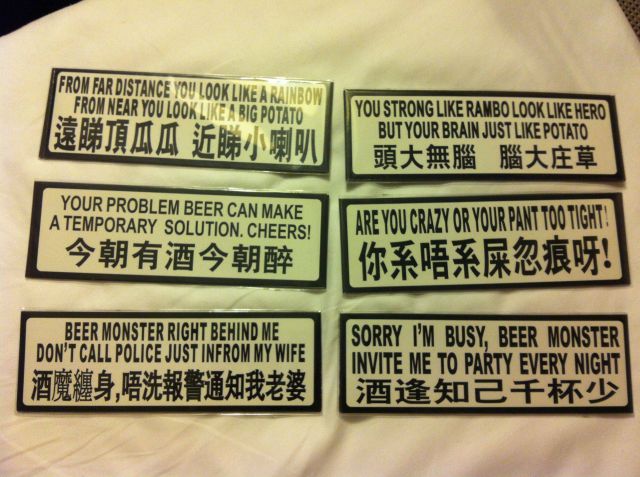 FROM FAR DISTANCE YOU LOOK LIKE A RAINBOW
FROM NEAR YOU LOOK LIKE A BIG POTATO
遠睇頂瓜瓜 近睇小喇叭
YOU STRONG LIKE RAMBO LOOK LIKE HERO
BUT YOUR BRAIN JUST LIKE POTATO
頭大無腦 腦大庄草
YOUR PROBLEM BEER CAN MAKE
A TEMPORARY SOLUTION. CHEERS!
今朝有酒今朝醉
ARE YOU CRAZY OR YOUR PANT TOO TIGHT!
你系唔系屎忽痕呀!
BEER MONSTER RIGHT BEHIND ME
DON'T CALL POLICE JUST INFROM MY WIFE
酒魔纏身,唔洗報警通知我老婆
SORRY I'M BUSY, BEER MONSTER
INVITE ME TO PARTY EVERY NIGHT
酒逢知己千杯少